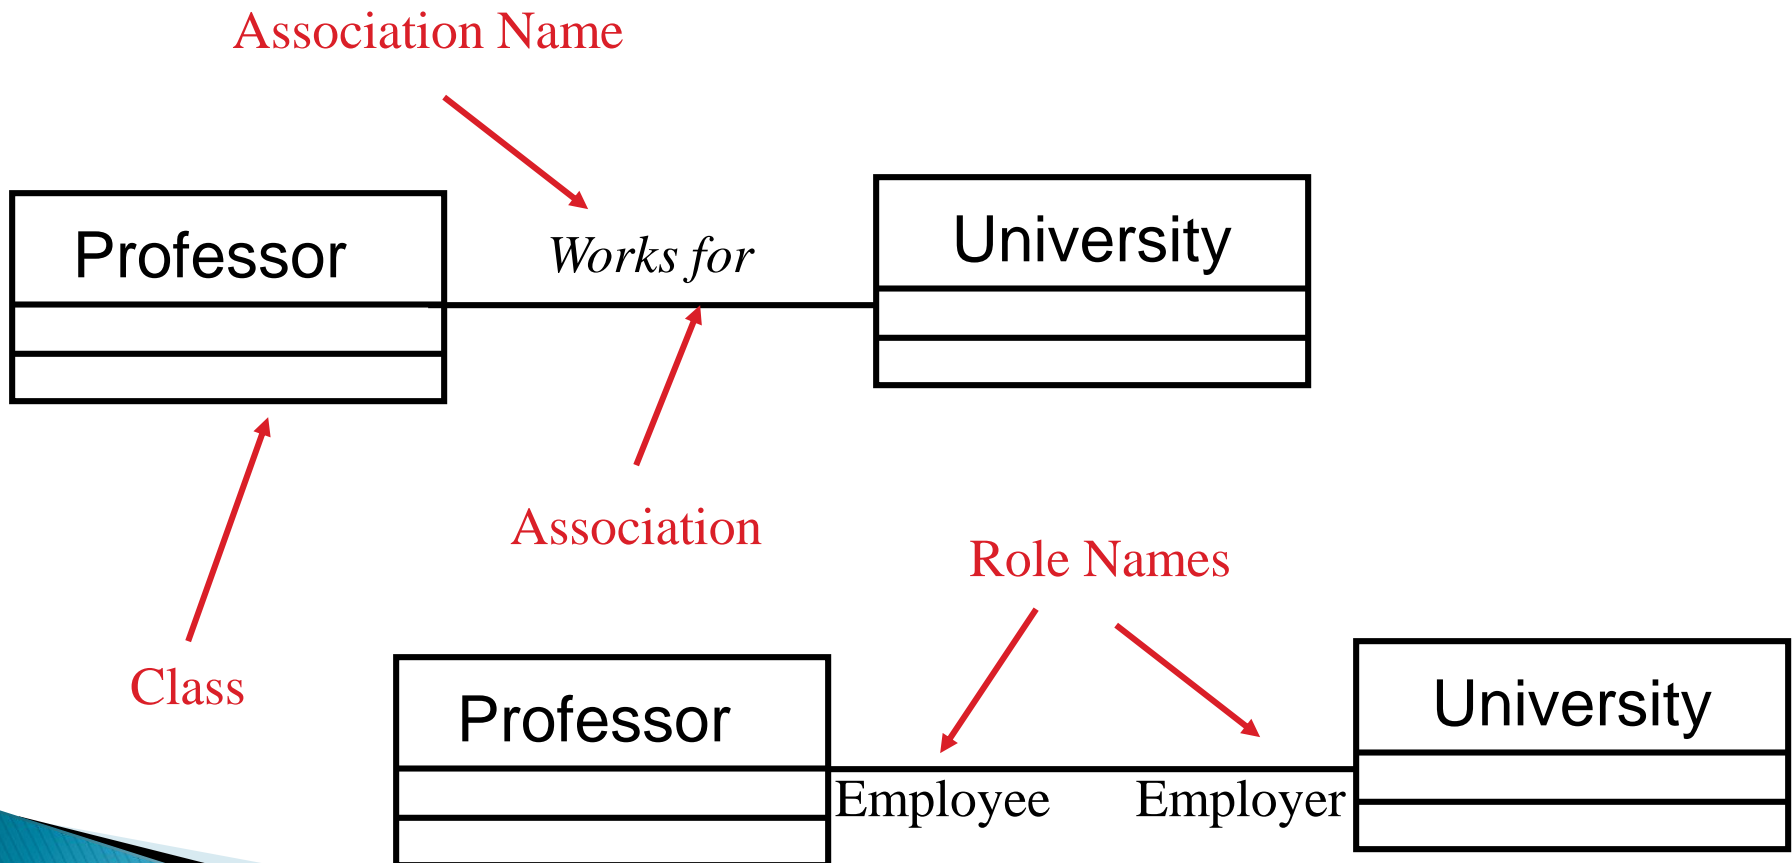 Association Name
Professor
Works for
University
Association
Role Names
Class
Professor
University
Employee
Employer